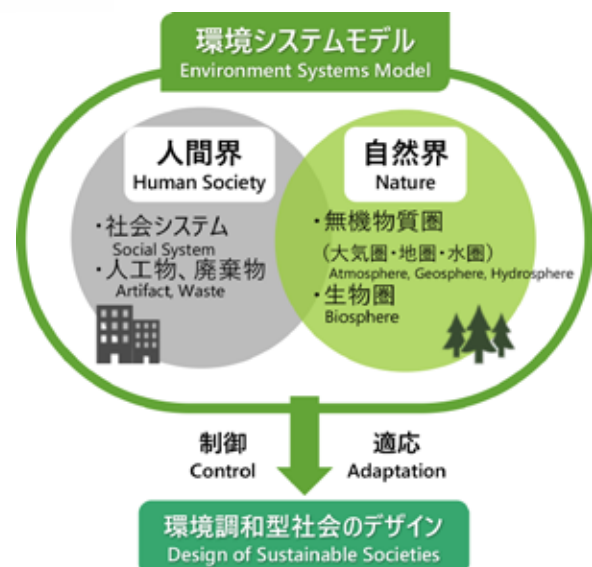 環境システムモデル
Environment Systems Model
人間界
Human Society
・社会システム
Social System
・人工物、廃棄物
Artifact, Waste
自然界
Nature
・無機物質圏
（大気圏・地圏・水圏）
Atmosphere, Geosphere, Hydrosphere
・生物圏
Biosphere
制御
Control
適応
Adaptation
環境調和型社会のデザイン
Design of Sustainable Societies